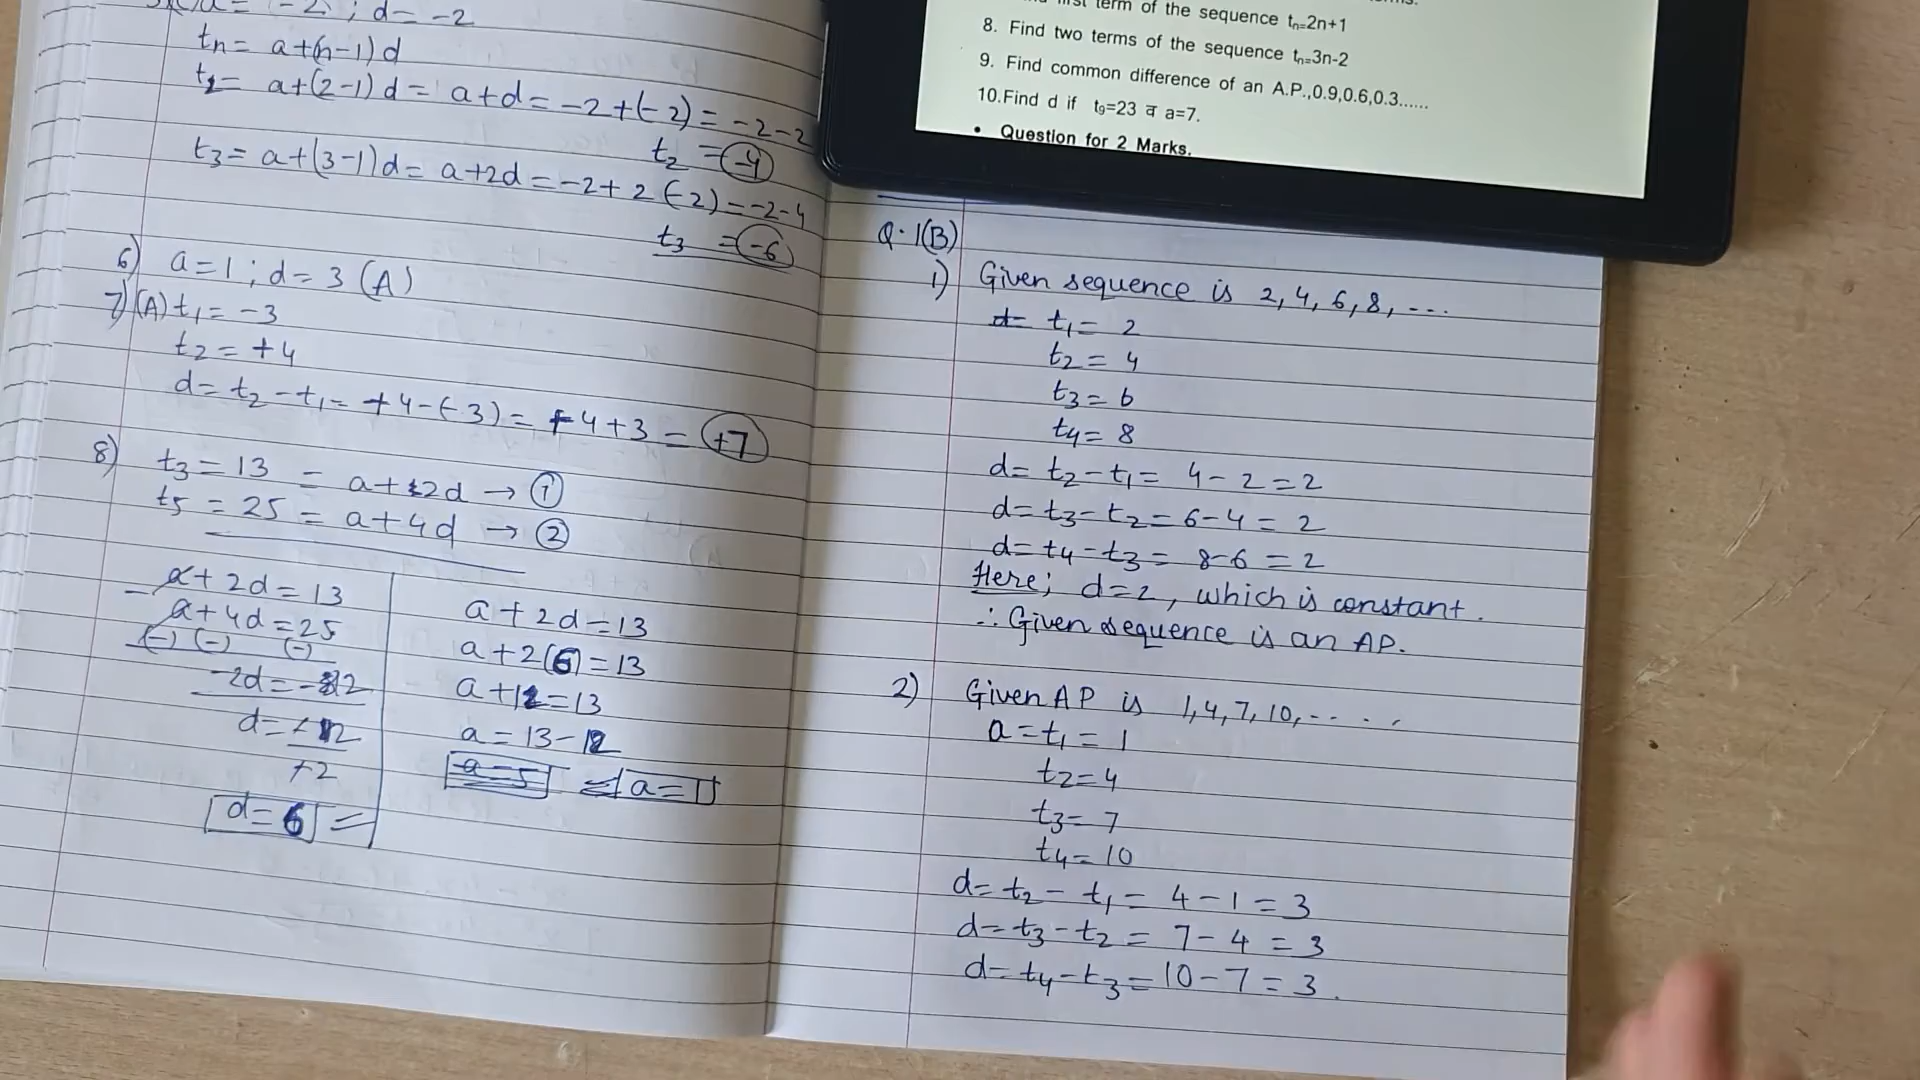 d= -2
tn= a+(n-1)d
t2= a+(2-1)d= a+d= -2+(-2)= -2-2
t2 = -4
t3= a+(3-1)d= a+2d= -2+2(-2)= -2-4
t3 = -6
6) a=1; d=3 (A)
7) (A) t1= -3
t2= +4
d= t2-t1= +4-(-3)= +4+3= +7
8) t3= 13 = a+2d → 1
t5 = 25 = a+4d → 2
a+2d=13
- a+4d=25
(-) (-) (-)
-2d=-12
d= -12
+2
d=6
a+2d=13
a+2(6)=13
a+12=13
a=13-12
a=5
a=1
term of the sequence tn=2n+1
8. Find two terms of the sequence tn=3n-2
9. Find common difference of an A.P.,0.9,0.6,0.3......
10.Find d if t9=23 व a=7.
• Question for 2 Marks.
Q.1(B)
1) Given sequence is 2,4,6,8,---
d= t1= 2
t2= 4
t3= 6
t4= 8
d= t2-t1= 4-2=2
d= t3-t2= 6-4= 2
d= t4-t3= 8-6 = 2
Here; d=2, which is constant.
∴ Given sequence is an AP.
2) Given AP is 1,4,7,10,-----
a=t1= 1
t2=4
t3= 7
t4=10
d= t2- t1= 4-1=3
d= t3-t2= 7-4 =3
d= t4-t3= 10-7=3.